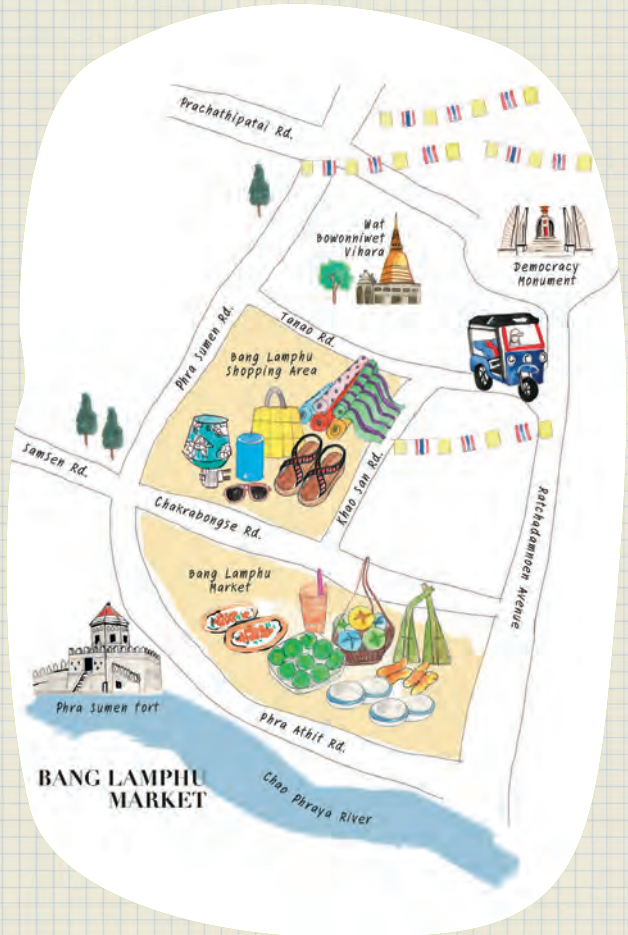 Prachathipatai Rd.
Wat
Bowonniwet
Vihara
Democracy
Monument
Phra Sumen Rd.
Tanao Rd.
Bang Lamphu
Shopping Area
Khao San Rd.
Samsen Rd.
Chakrabongse Rd.
Ratchadamnoen Avenue
Bang Lamphu
Market
Phra Sumen Fort
Phra Athit Rd.
BANG LAMPHU
MARKET
Chao Phraya River